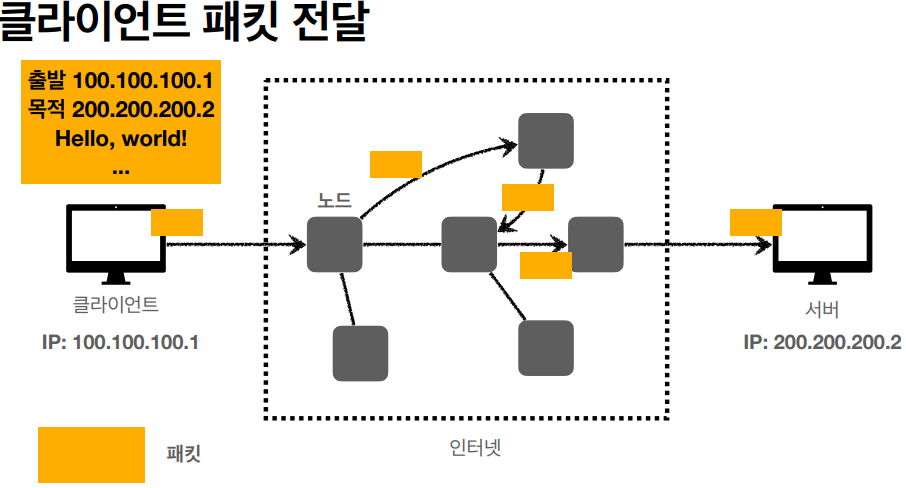 클라이언트 패킷 전달
출발 100.100.100.1
목적 200.200.200.2
Hello, world!
...
노드
클라이언트
IP: 100.100.100.1
서버
IP: 200.200.200.2
인터넷
패킷